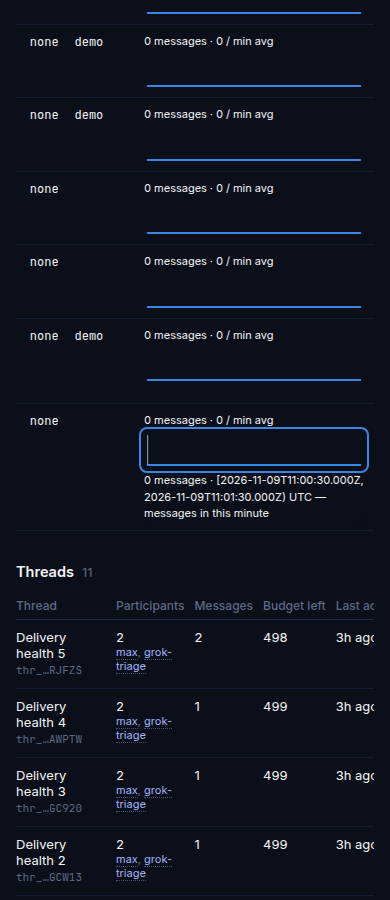 none demo 0 messages · 0 / min avg
none demo 0 messages · 0 / min avg
none 0 messages · 0 / min avg
none 0 messages · 0 / min avg
none demo 0 messages · 0 / min avg
none 0 messages · 0 / min avg
0 messages · [2026-11-09T11:00:30.000Z,
2026-11-09T11:01:30.000Z) UTC —
messages in this minute
Threads 11
Thread Participants Messages Budget left Last ac
Delivery 2 2 498 3h ago
health 5 max, grok-
triage
thr_…RJFZS
Delivery 2 1 499 3h ago
health 4 max, grok-
triage
thr_…AWPTW
Delivery 2 1 499 3h ago
health 3 max, grok-
triage
thr_…GC920
Delivery 2 1 499 3h ago
health 2 max, grok-
triage
thr_…GCW13